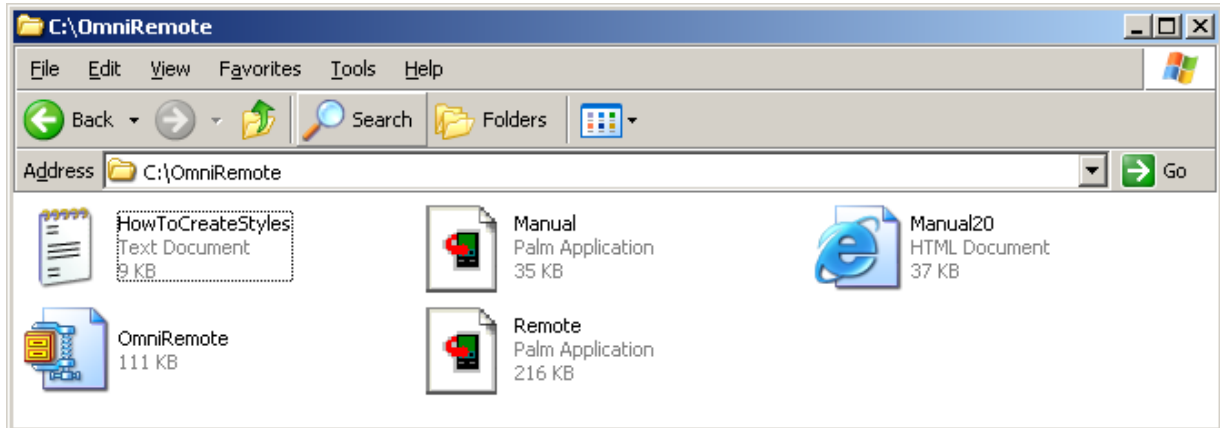 C:\OmniRemote
File Edit View Favorites Tools Help
Back Search Folders
Address C:\OmniRemote Go
HowToCreateStyles
Text Document
9 KB
Manual
Palm Application
35 KB
Manual20
HTML Document
37 KB
OmniRemote
111 KB
Remote
Palm Application
216 KB